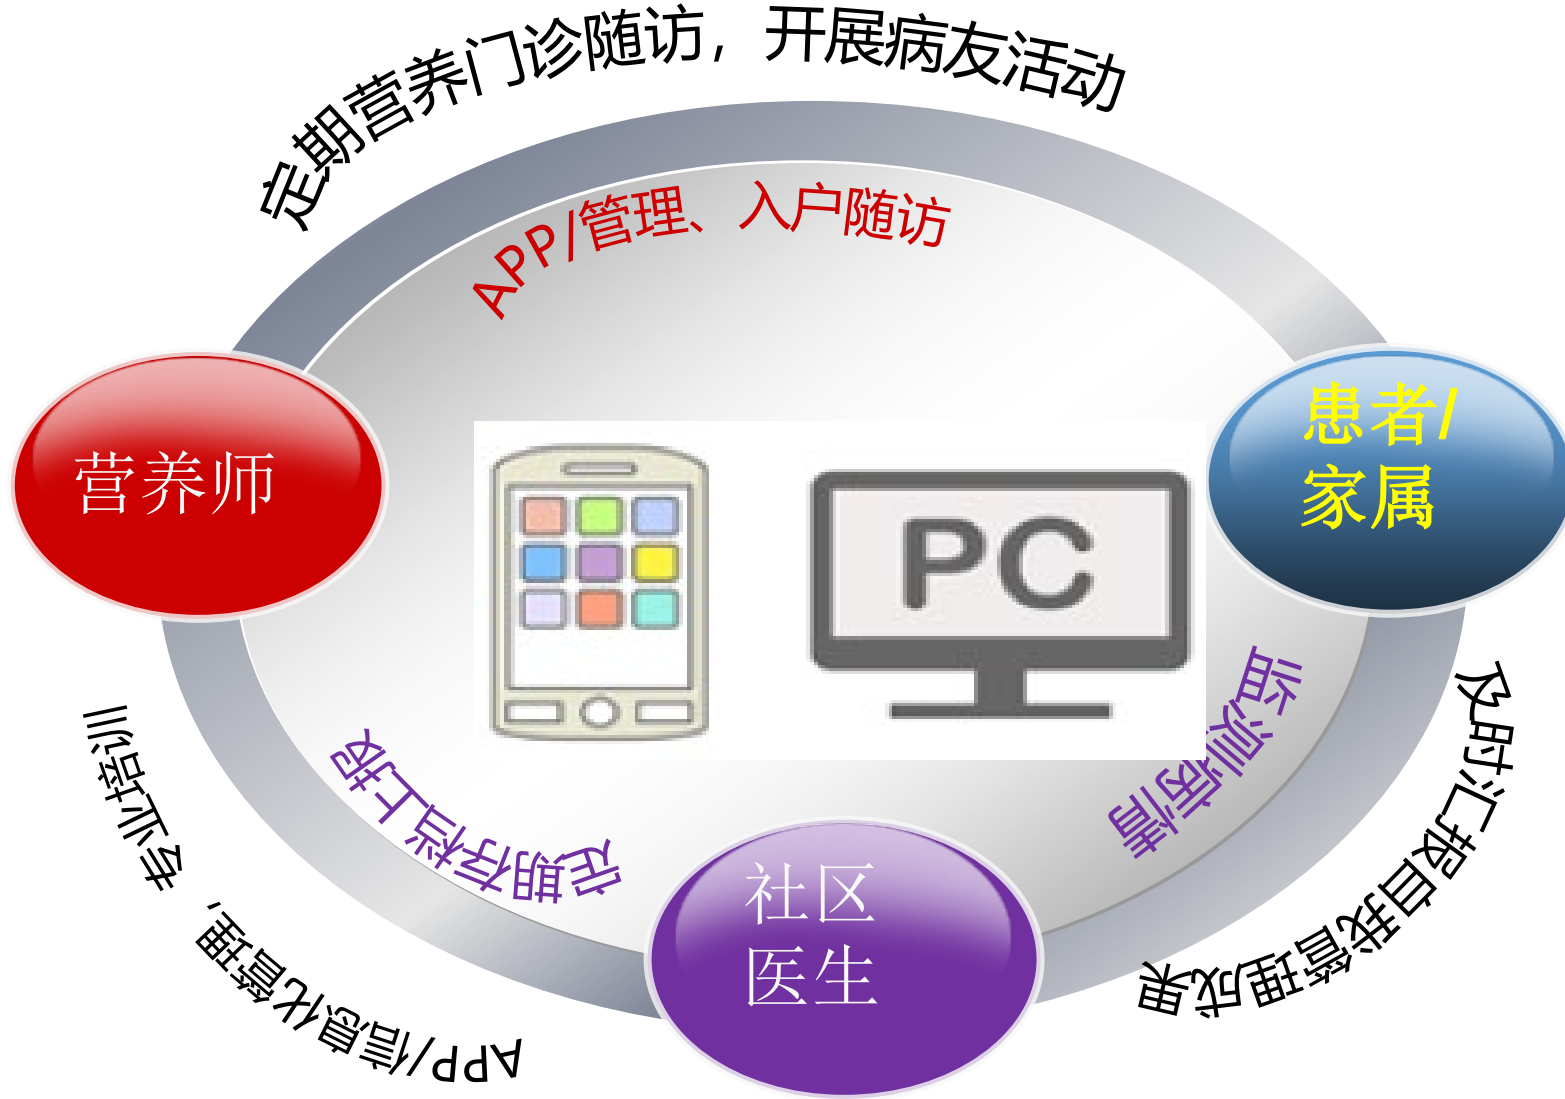 定期营养门诊随访，开展病友活动
APP/管理、入户随访
营养师
患者/
家属
PC
监测病情
及时汇报自我管理成果
定期存档上报
社区
医生
APP/信息化管理，专业培训